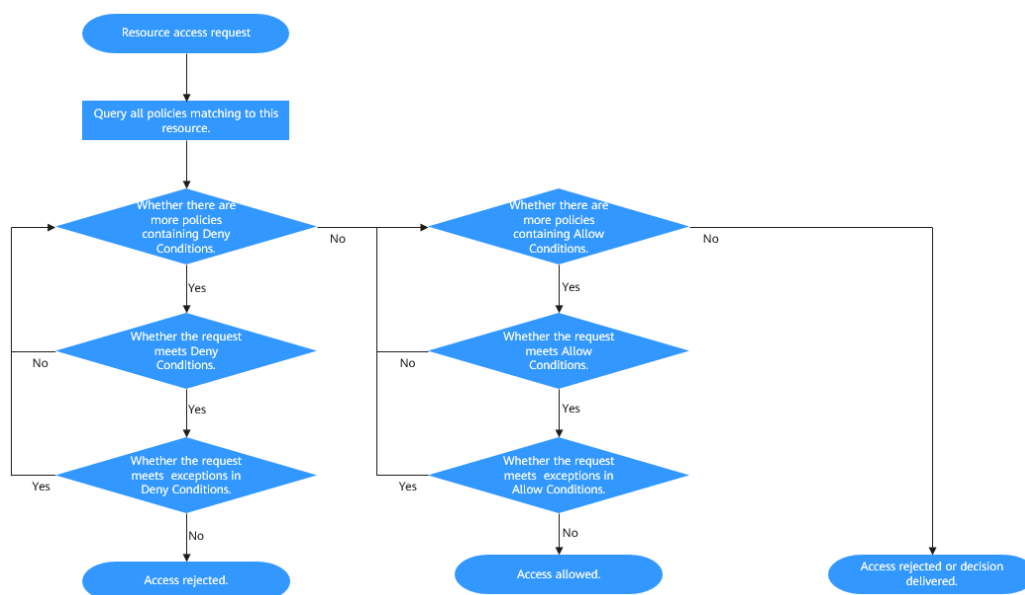 Resource access request
Query all policies matching to this
resource.
Whether there are
more policies
containing Deny
Conditions.
No
Whether there are
more policies
containing Allow
Conditions.
No
Yes
Yes
Whether the request
meets Deny
Conditions.
No
Whether the request
meets Allow
Conditions.
No
Yes
Yes
Whether the request
meets exceptions in
Deny Conditions.
Yes
Whether the request
meets exceptions in
Allow Conditions.
Yes
No
No
Access rejected.
Access allowed.
Access rejected or decision
delivered.